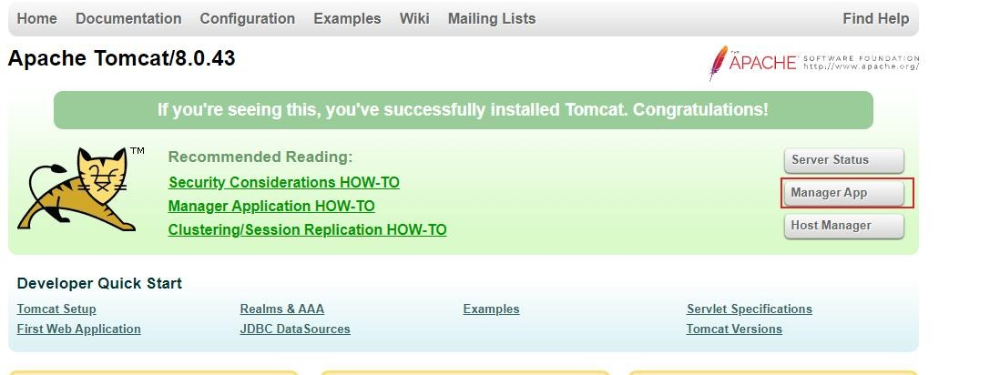 Home Documentation Configuration Examples Wiki Mailing Lists Find Help
Apache Tomcat/8.0.43
THE APACHE SOFTWARE FOUNDATION
http://www.apache.org/
If you're seeing this, you've successfully installed Tomcat. Congratulations!
TM
Recommended Reading:
Security Considerations HOW-TO
Manager Application HOW-TO
Clustering/Session Replication HOW-TO
Server Status
Manager App
Host Manager
Developer Quick Start
Tomcat Setup Realms & AAA Examples Servlet Specifications
First Web Application JDBC DataSources Tomcat Versions